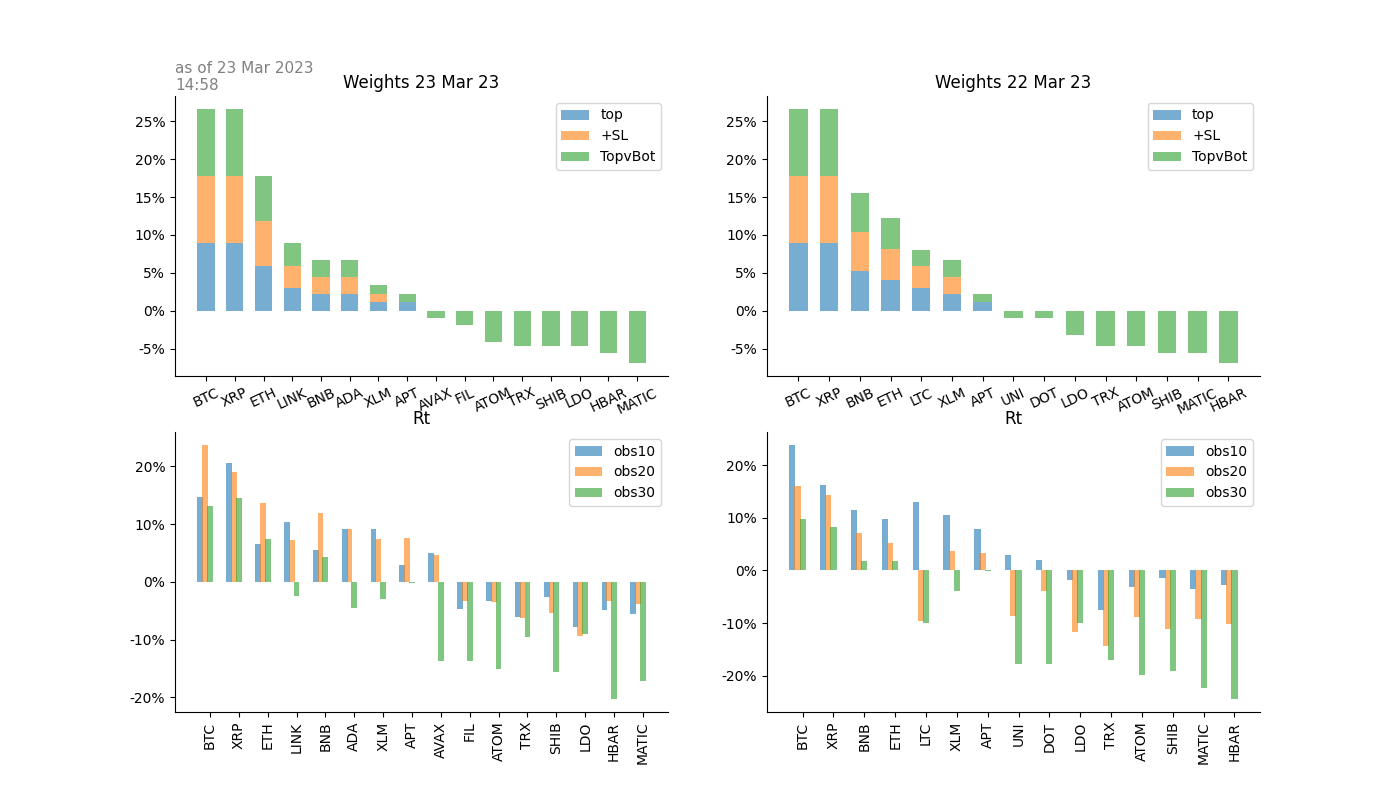 as of 23 Mar 2023
14:58
Weights 23 Mar 23
25%
20%
15%
10%
5%
0%
-5%
top
+SL
TopvBot
BTC XRP ETH LINK BNB ADA XLM APT AVAX FIL ATOM TRX SHIB LDO HBAR MATIC
Weights 22 Mar 23
25%
20%
15%
10%
5%
0%
-5%
top
+SL
TopvBot
BTC XRP BNB ETH LTC XLM APT UNI DOT LDO TRX ATOM SHIB MATIC HBAR
Rt
20%
10%
0%
-10%
-20%
obs10
obs20
obs30
BTC XRP ETH LINK BNB ADA XLM APT AVAX FIL ATOM TRX SHIB LDO HBAR MATIC
Rt
20%
10%
0%
-10%
-20%
obs10
obs20
obs30
BTC XRP BNB ETH LTC XLM APT UNI DOT LDO TRX ATOM SHIB MATIC HBAR